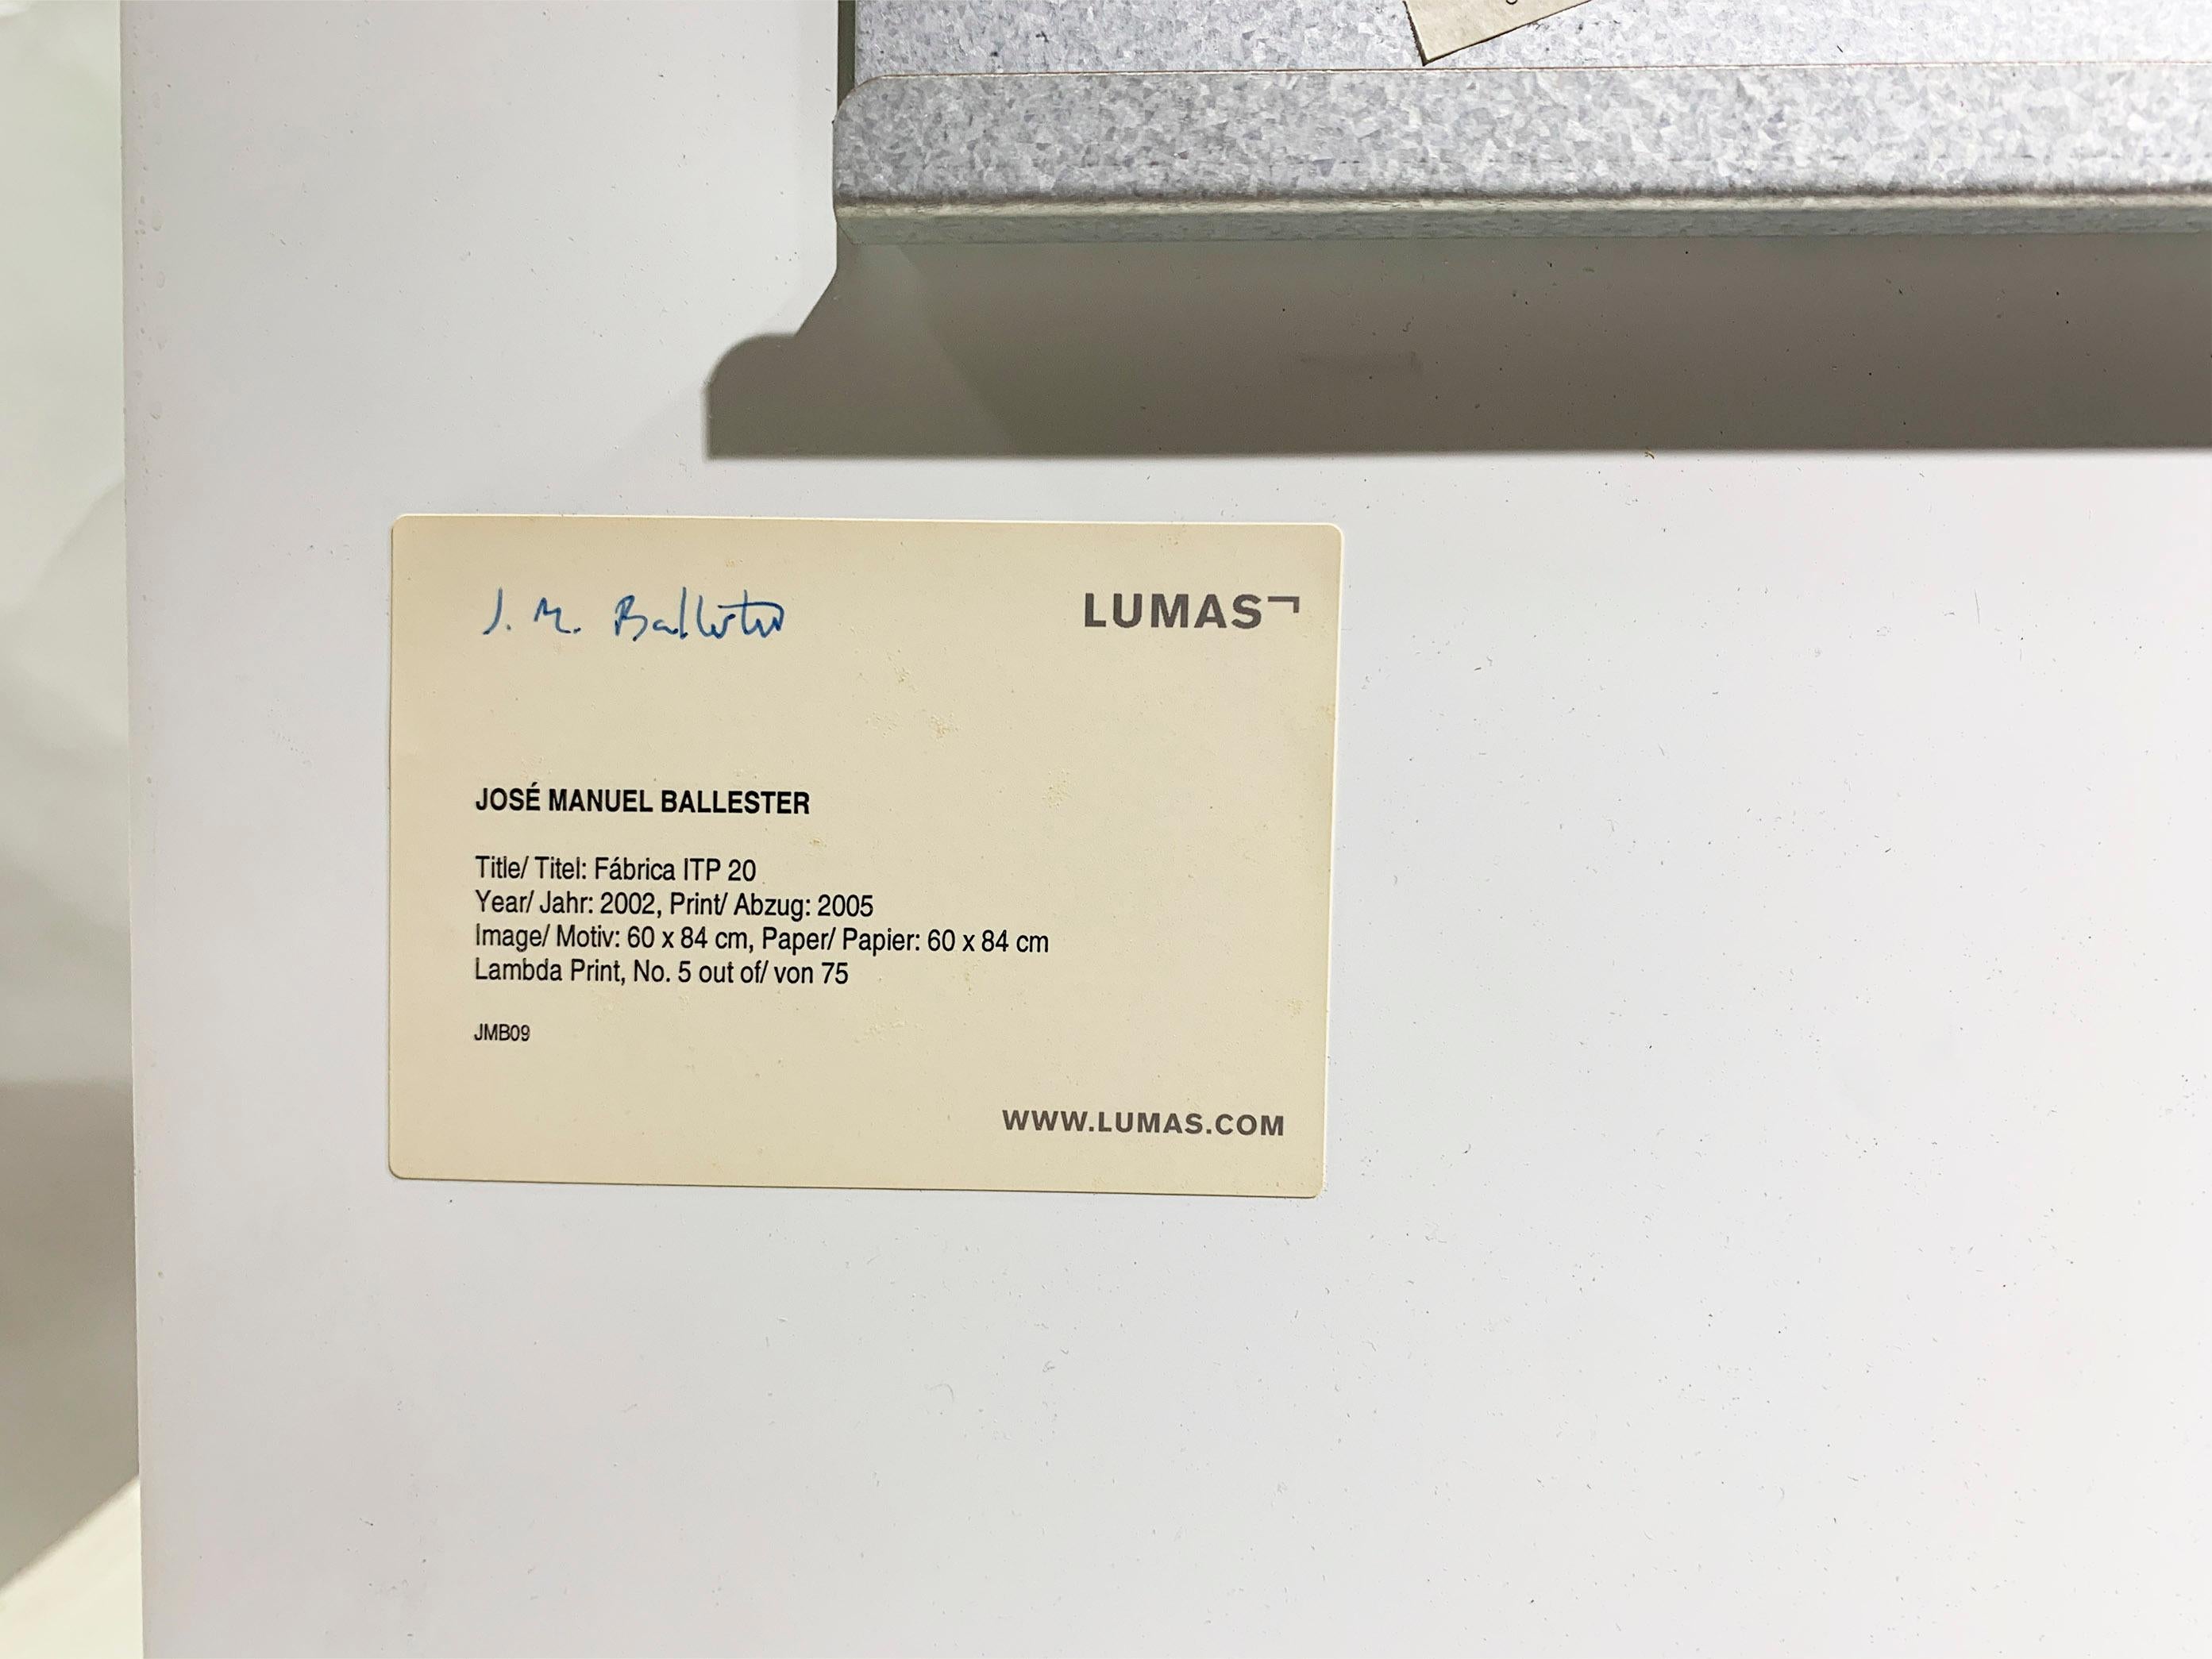 J. M. Ballester
LUMAS
JOSÉ MANUEL BALLESTER
Title/ Titel: Fábrica ITP 20
Year/ Jahr: 2002, Print/ Abzug: 2005
Image/ Motiv: 60 x 84 cm, Paper/ Papier: 60 x 84 cm
Lambda Print, No. 5 out of/ von 75
JMB09
WWW.LUMAS.COM